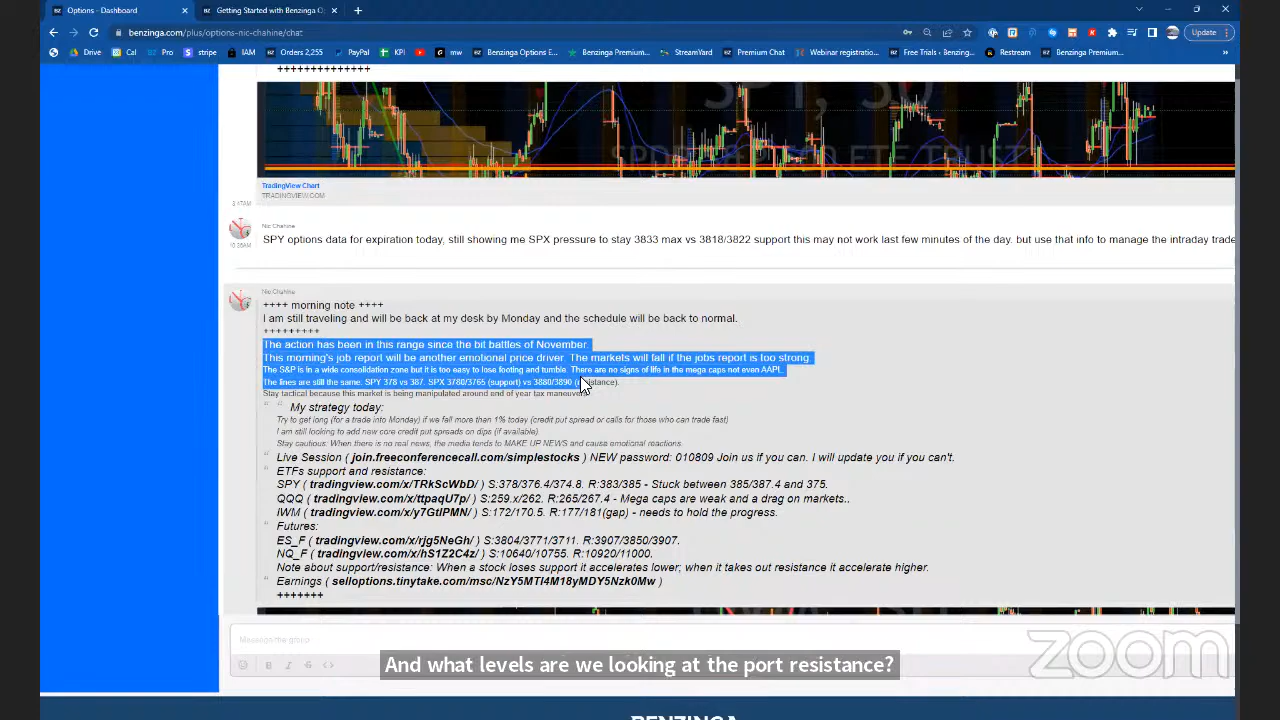 Options - Dashboard
Getting Started with Benzinga O
benzinga.com/plus/options-nic-chahine/chat
Update
Drive
Cal
Pro
stripe
IAM
Orders 2,255
PayPal
KPI
mw
Benzinga Options E...
Benzinga Premium...
StreamYard
Premium Chat
Webinar registratio...
Free Trials ‹ Benzing...
Restream
Benzinga Premium...
++++++++++++++
SPY, 30
TradingView Chart
TRADINGVIEW.COM
Nic Chahine
SPY options data for expiration today, still showing me SPX pressure to stay 3833 max vs 3818/3822 support this may not work last few minutes of the day. but use that info to manage the intraday trade
Nic Chahine
++++ morning note ++++
I am still traveling and will be back at my desk by Monday and the schedule will be back to normal.
+++++++++
The action has been in this range since the bit battles of November.
This morning's job report will be another emotional price driver. The markets will fall if the jobs report is too strong
The S&P is in a wide consolidation zone but it is too easy to lose footing and tumble. There are no signs of life in the mega caps not even AAPL.
The lines are still the same. SPY 378 vs 387. SPX 3780/3765 (support) vs 3880/3890 (resistance).
Stay tactical because this market is being manipulated around end of year tax maneuvers
My strategy today:
Try to get long (for a trade into Monday) if we fall more than 1% today (credit put spread or calls for those who can trade fast)
I am still looking to add new core credit put spreads on dips (if available).
Stay cautious: When there is no real news, the media tends to MAKE UP NEWS and cause emotional reactions.
Live Session ( join.freeconferencecall.com/simplestocks ) NEW password: 010809 Join us if you can. I will update you if you can't.
ETFs support and resistance:
SPY ( tradingview.com/x/TRkScWbD/ ) S:378/376.4/374.8. R:383/385 - Stuck between 385/387.4 and 375.
QQQ ( tradingview.com/x/ttpaqU7p/ ) S:259.x/262. R:265/267.4 - Mega caps are weak and a drag on markets..
IWM ( tradingview.com/x/y7GtlPMN/ ) S:172/170.5. R:177/181(gap) - needs to hold the progress.
Futures:
ES_F ( tradingview.com/x/rjg5NeGh/ ) S:3804/3771/3711. R:3907/3850/3907.
NQ_F ( tradingview.com/x/hS1Z2C4z/ ) S:10640/10755. R:10920/11000.
Note about support/resistance: When a stock loses support it accelerates lower; when it takes out resistance it accelerate higher.
Earnings ( selloptions.tinytake.com/msc/NzY5MTI4M18yMDY5Nzk0Mw )
+++++++
Message the group
And what levels are we looking at the port resistance?
zoom
BENZINGA